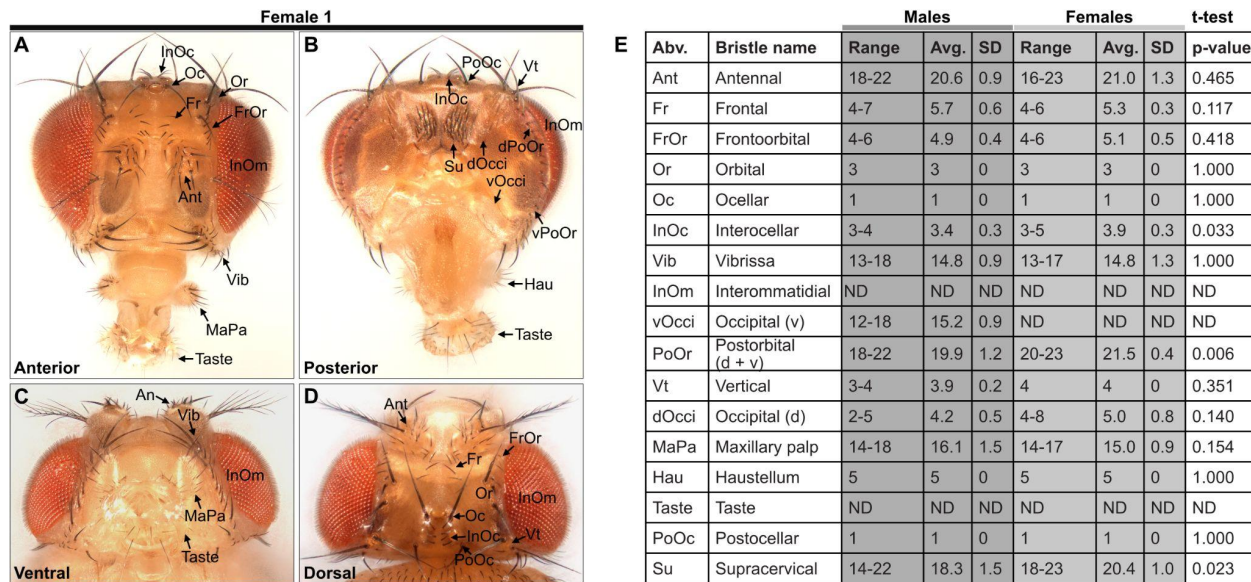 Female 1
A
InOc
Oc
Or
Fr
FrOr
InOm
Ant
Vib
MaPa
Taste
Anterior
B
PoOc
Vt
InOc
InOm
dPoOr
Su
dOcci
vOcci
vPoOr
Hau
Taste
Posterior
C
An
Vib
InOm
MaPa
Taste
Ventral
D
Ant
FrOr
Fr
Or
InOm
Oc
InOc
Vt
PoOc
Dorsal
Males Females t-test
E Abv. Bristle name Range Avg. SD Range Avg. SD p-value
Ant Antennal 18-22 20.6 0.9 16-23 21.0 1.3 0.465
Fr Frontal 4-7 5.7 0.6 4-6 5.3 0.3 0.117
FrOr Frontoorbital 4-6 4.9 0.4 4-6 5.1 0.5 0.418
Or Orbital 3 3 0 3 3 0 1.000
Oc Ocellar 1 1 0 1 1 0 1.000
InOc Interocellar 3-4 3.4 0.3 3-5 3.9 0.3 0.033
Vib Vibrissa 13-18 14.8 0.9 13-17 14.8 1.3 1.000
InOm Interommatidial ND ND ND ND ND ND ND
vOcci Occipital (v) 12-18 15.2 0.9 ND ND ND ND
PoOr Postorbital (d + v) 18-22 19.9 1.2 20-23 21.5 0.4 0.006
Vt Vertical 3-4 3.9 0.2 4 4 0 0.351
dOcci Occipital (d) 2-5 4.2 0.5 4-8 5.0 0.8 0.140
MaPa Maxillary palp 14-18 16.1 1.5 14-17 15.0 0.9 0.154
Hau Haustellum 5 5 0 5 5 0 1.000
Taste Taste ND ND ND ND ND ND ND
PoOc Postocellar 1 1 0 1 1 0 1.000
Su Supracervical 14-22 18.3 1.5 18-23 20.4 1.0 0.023